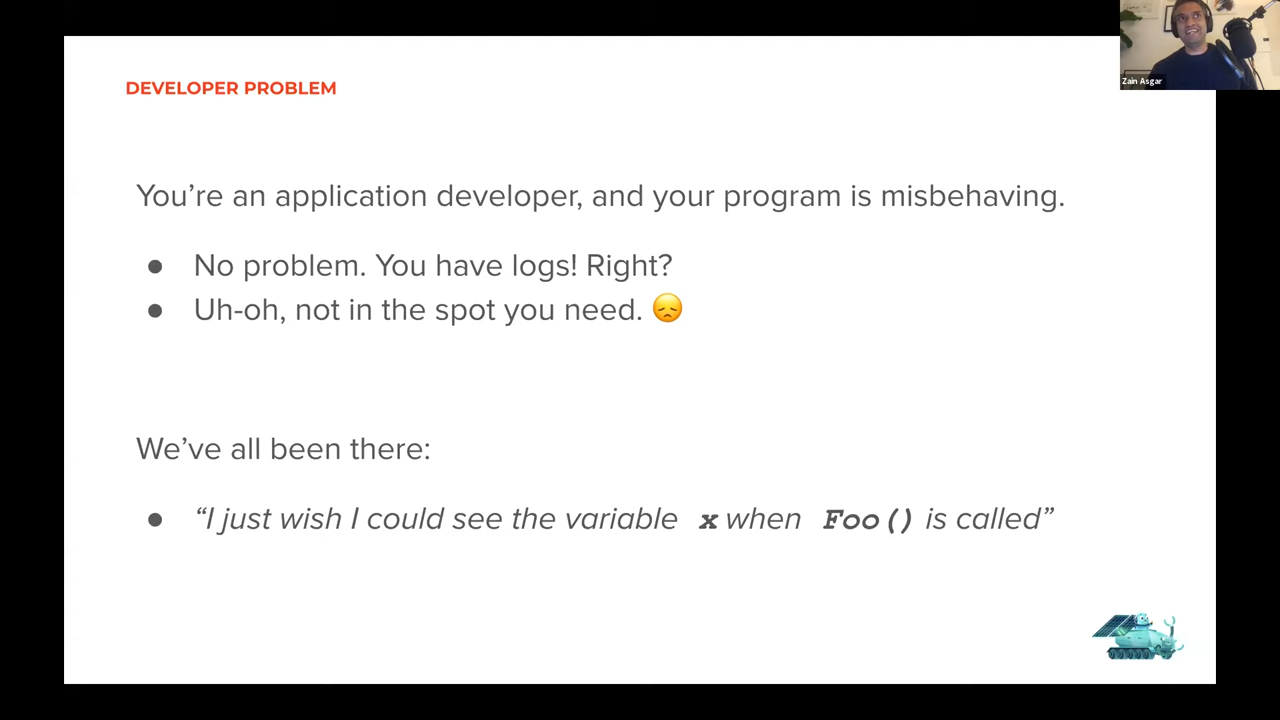 Zain Asgar
DEVELOPER PROBLEM
You’re an application developer, and your program is misbehaving.
● No problem. You have logs! Right?
● Uh-oh, not in the spot you need. 😞
We’ve all been there:
● “I just wish I could see the variable x when Foo() is called”